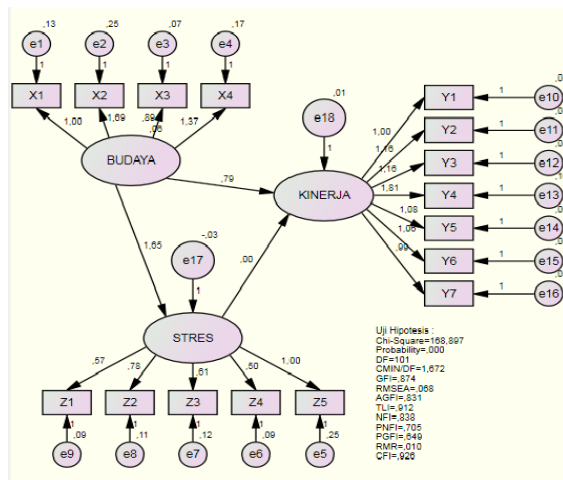 ,13 ,25 ,07 ,17
e1 e2 e3 e4
1 1 1 1
X1 X2 X3 X4
1,00 1,69 ,89 1,37
,06
BUDAYA
,01
e18
1
,79
KINERJA
1,00
1,16
1,16
1,81
1,08
1,06
,99
Y1 1 e10
Y2 1 e11
Y3 1 e12
Y4 1 e13
Y5 1 e14
Y6 1 e15
Y7 1 e16
1,65
-,03
e17
1
,00
STRES
,57 ,78 ,61 ,50 1,00
Z1 Z2 Z3 Z4 Z5
1 1 1 1 1
,09 ,11 ,12 ,09 ,25
e9 e8 e7 e6 e5
Uji Hipotesis :
Chi-Square=168,897
Probability=,000
DF=101
CMIN/DF=1,672
GFI=,874
RMSEA=,068
AGFI=,831
TLI=,912
NFI=,838
PNFI=,705
PGFI=,649
RMR=,010
CFI=,926